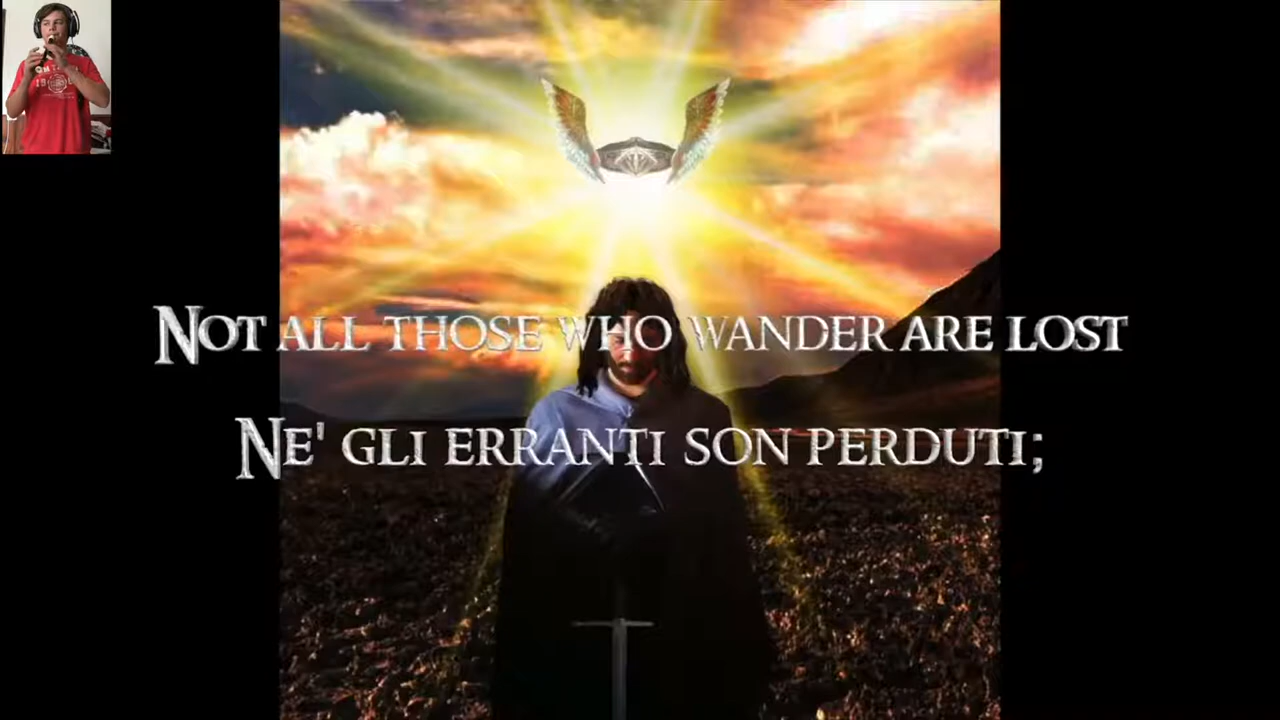 Not all those who wander are lost
Ne' gli erranti son perduti;